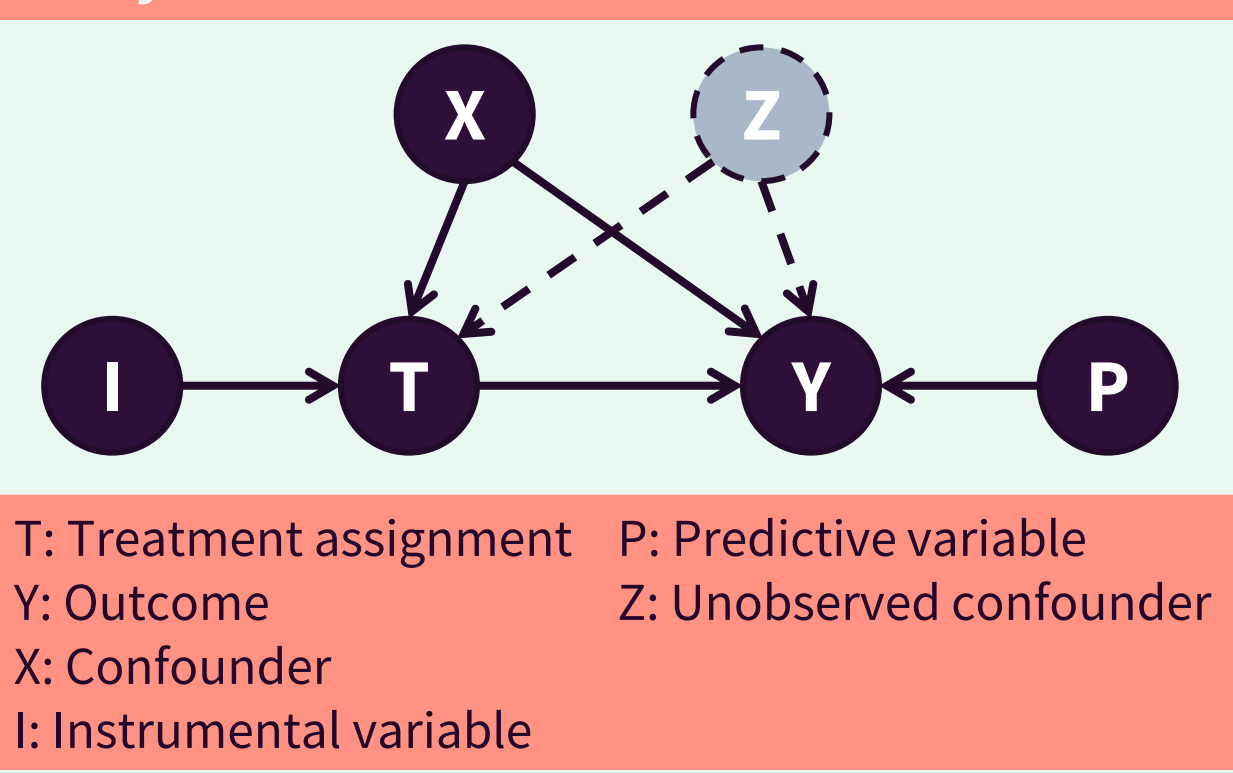 X
Z
I
T
Y
P
T: Treatment assignment
Y: Outcome
X: Confounder
I: Instrumental variable
P: Predictive variable
Z: Unobserved confounder